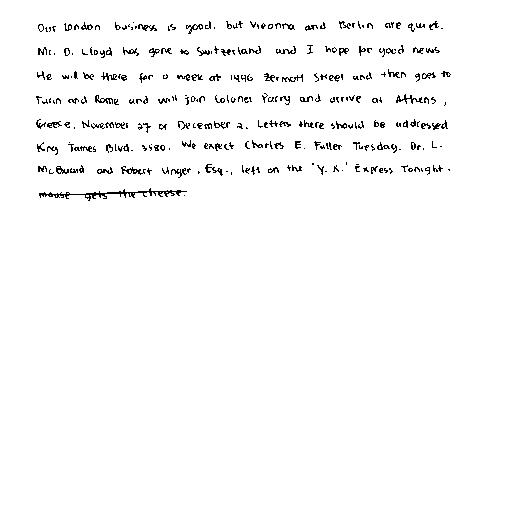 Our London business is good, but Vieanna and Berlin are quiet.
Mr. D. Lloyd has gone to Switzerland and I hope for good news
He will be there for a week at 1496 Zermott Street and then goes to
Turin and Rome and will join Colonel Parry and arrive at Athens,
Greece, November 27 or December 2. Letters there should be addressed
King James Blvd. 3580. We expect Charles E. Fuller Tuesday. Dr. L.
McQuaid and Robert Unger, Esq., left on the "Y. X." Express Tonight.
mouse gets the cheese.